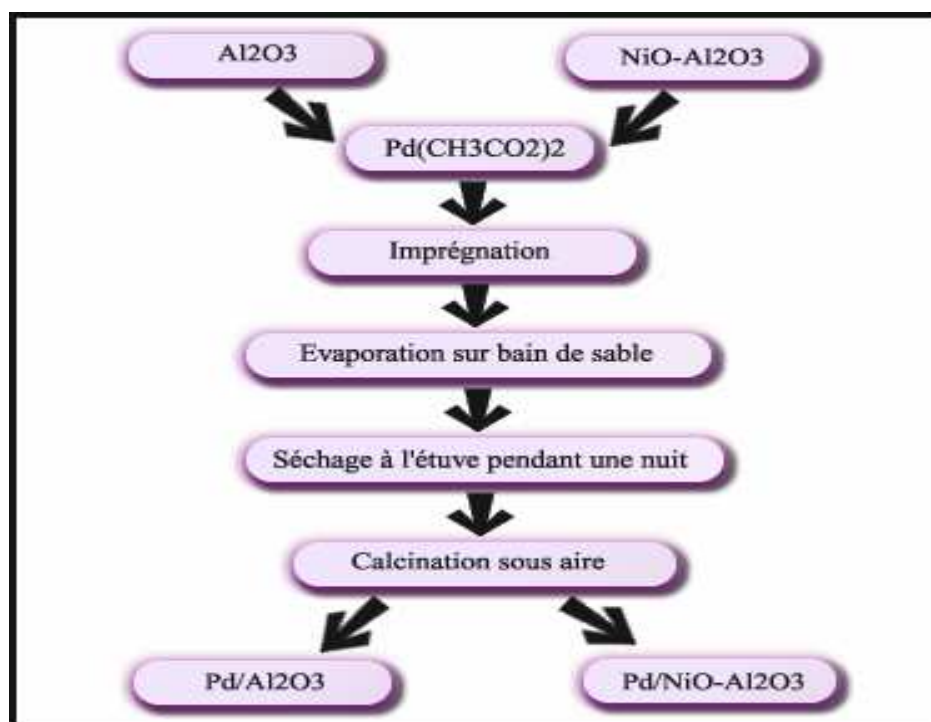 Al2O3
NiO-Al2O3
Pd(CH3CO2)2
Imprégnation
Evaporation sur bain de sable
Séchage à l'étuve pendant une nuit
Calcination sous aire
Pd/Al2O3
Pd/NiO-Al2O3